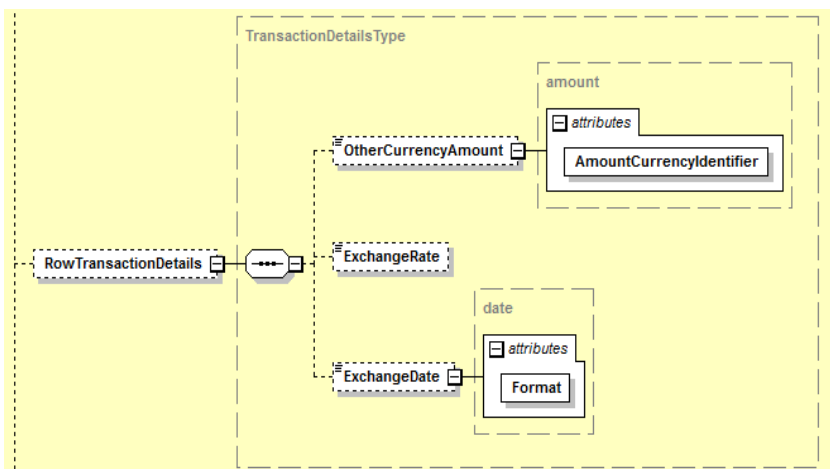 TransactionDetailsType
amount
attributes
OtherCurrencyAmount
AmountCurrencyIdentifier
RowTransactionDetails
ExchangeRate
date
attributes
ExchangeDate
Format